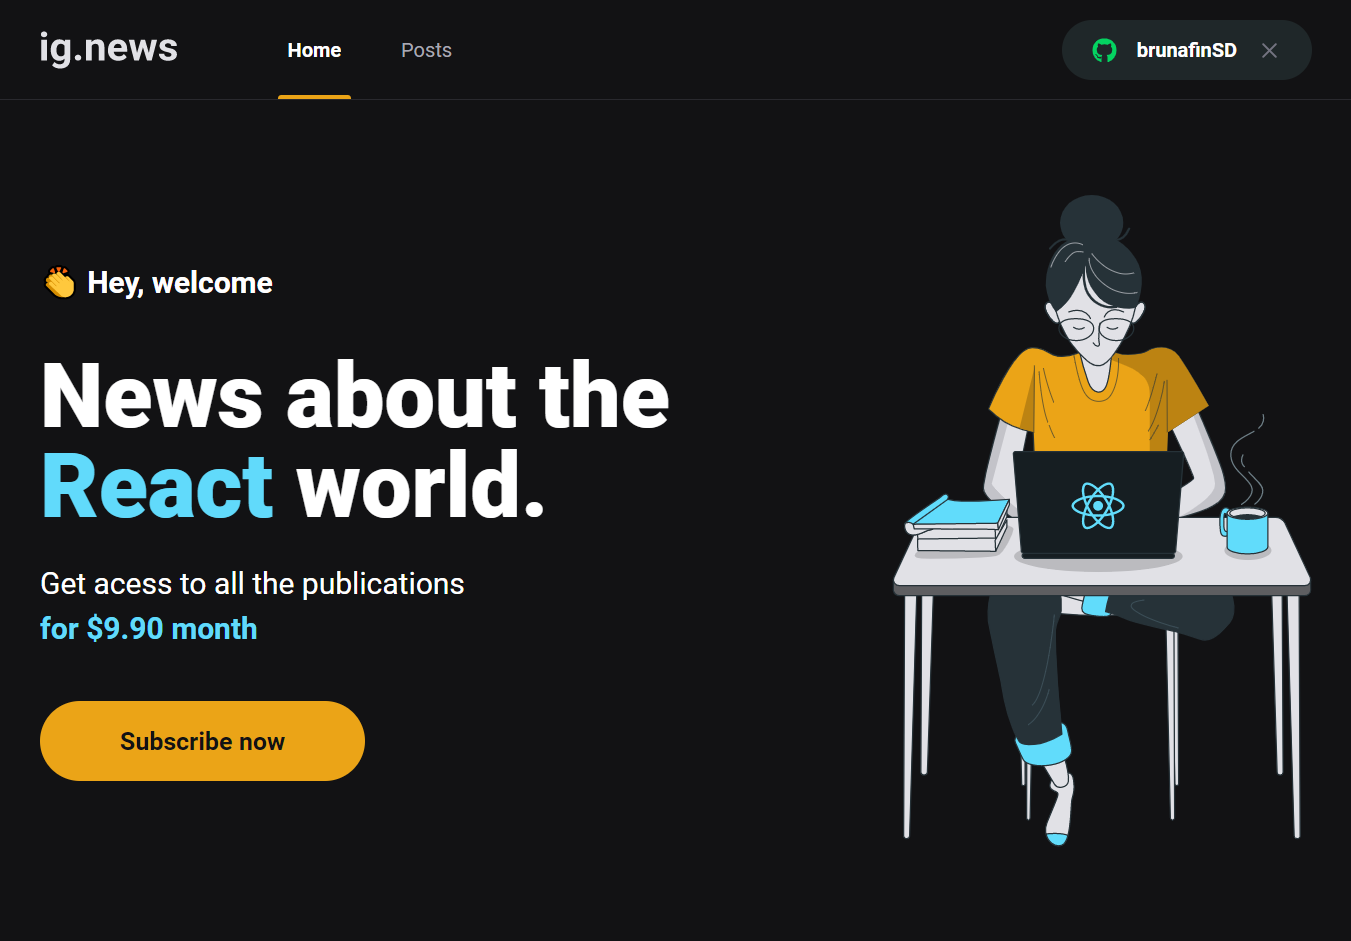 ig.news
Home
Posts
brunafinSD
👏 Hey, welcome
News about the
React world.
Get acess to all the publications
for $9.90 month
Subscribe now